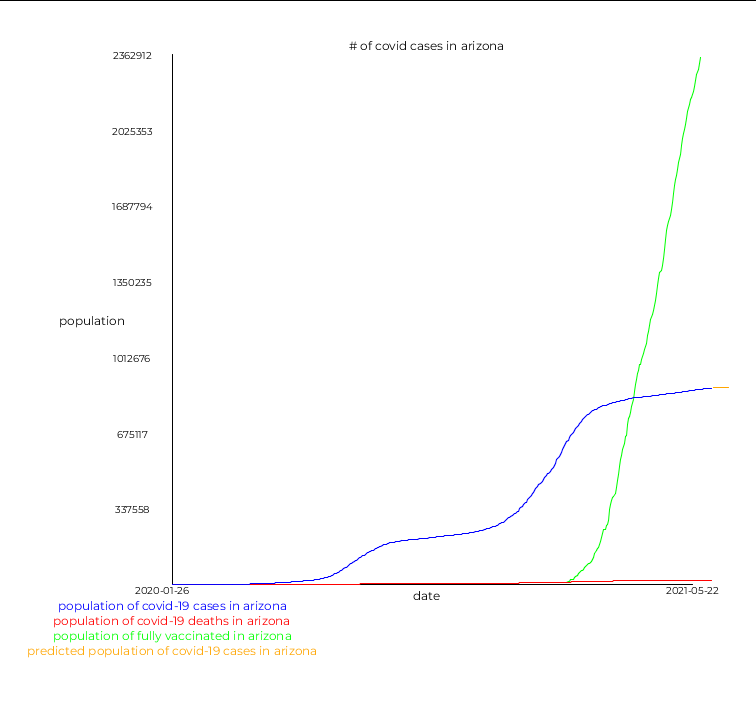 # of covid cases in arizona
2362912
2025353
1687794
1350235
population
1012676
675117
337558
2020-01-26
2021-05-22
date
population of covid-19 cases in arizona
population of covid-19 deaths in arizona
population of fully vaccinated in arizona
predicted population of covid-19 cases in arizona